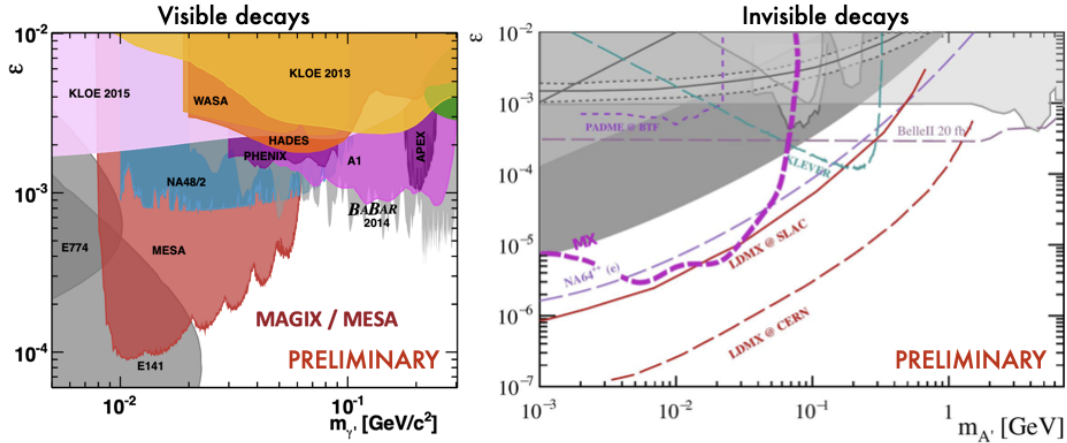 Visible decays
10⁻²
ε
KLOE 2013
KLOE 2015
WASA
HADES
PHENIX
A1
APEX
NA48/2
10⁻³
BABAR
2014
E774
MESA
MAGIX / MESA
PRELIMINARY
10⁻⁴
E141
10⁻²
10⁻¹
m_γ' [GeV/c²]
Invisible decays
10⁻²
ε
10⁻³
PADME @ BTF
BelleII 20 fb
KLEVER
10⁻⁴
10⁻⁵
MX
NA64⁺⁺ (e)
LDMX @ SLAC
10⁻⁶
LDMX @ CERN
PRELIMINARY
10⁻⁷
10⁻³
10⁻²
10⁻¹
1
m_A' [GeV]